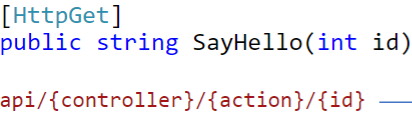 [HttpGet]
public string SayHello(int id)
api/{controller}/{action}/{id}